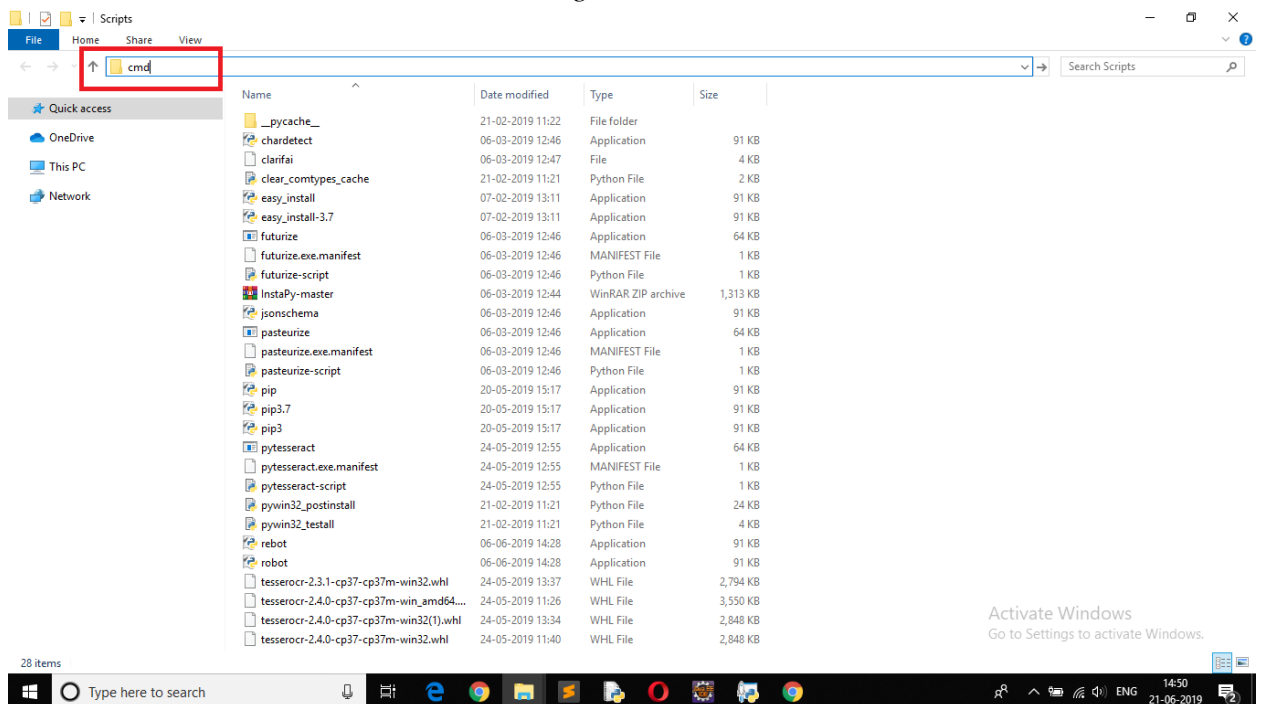 Scripts
File Home Share View
cmd
Search Scripts
Name Date modified Type Size
Quick access
OneDrive
This PC
Network
__pycache__ 21-02-2019 11:22 File folder
chardetect 06-03-2019 12:46 Application 91 KB
clarifai 06-03-2019 12:47 File 4 KB
clear_comtypes_cache 21-02-2019 11:21 Python File 2 KB
easy_install 07-02-2019 13:11 Application 91 KB
easy_install-3.7 07-02-2019 13:11 Application 91 KB
futurize 06-03-2019 12:46 Application 64 KB
futurize.exe.manifest 06-03-2019 12:46 MANIFEST File 1 KB
futurize-script 06-03-2019 12:46 Python File 1 KB
InstaPy-master 06-03-2019 12:44 WinRAR ZIP archive 1,313 KB
jsonschema 06-03-2019 12:46 Application 91 KB
pasteurize 06-03-2019 12:46 Application 64 KB
pasteurize.exe.manifest 06-03-2019 12:46 MANIFEST File 1 KB
pasteurize-script 06-03-2019 12:46 Python File 1 KB
pip 20-05-2019 15:17 Application 91 KB
pip3.7 20-05-2019 15:17 Application 91 KB
pip3 20-05-2019 15:17 Application 91 KB
pytesseract 24-05-2019 12:55 Application 64 KB
pytesseract.exe.manifest 24-05-2019 12:55 MANIFEST File 1 KB
pytesseract-script 24-05-2019 12:55 Python File 1 KB
pywin32_postinstall 21-02-2019 11:21 Python File 24 KB
pywin32_testall 21-02-2019 11:21 Python File 4 KB
rebot 06-06-2019 14:28 Application 91 KB
robot 06-06-2019 14:28 Application 91 KB
tesserocr-2.3.1-cp37-cp37m-win32.whl 24-05-2019 13:37 WHL File 2,794 KB
tesserocr-2.4.0-cp37-cp37m-win_amd64.... 24-05-2019 11:26 WHL File 3,550 KB
tesserocr-2.4.0-cp37-cp37m-win32(1).whl 24-05-2019 13:34 WHL File 2,848 KB
tesserocr-2.4.0-cp37-cp37m-win32.whl 24-05-2019 11:40 WHL File 2,848 KB
Activate Windows
Go to Settings to activate Windows.
28 items
Type here to search
ENG
14:50
21-06-2019
2